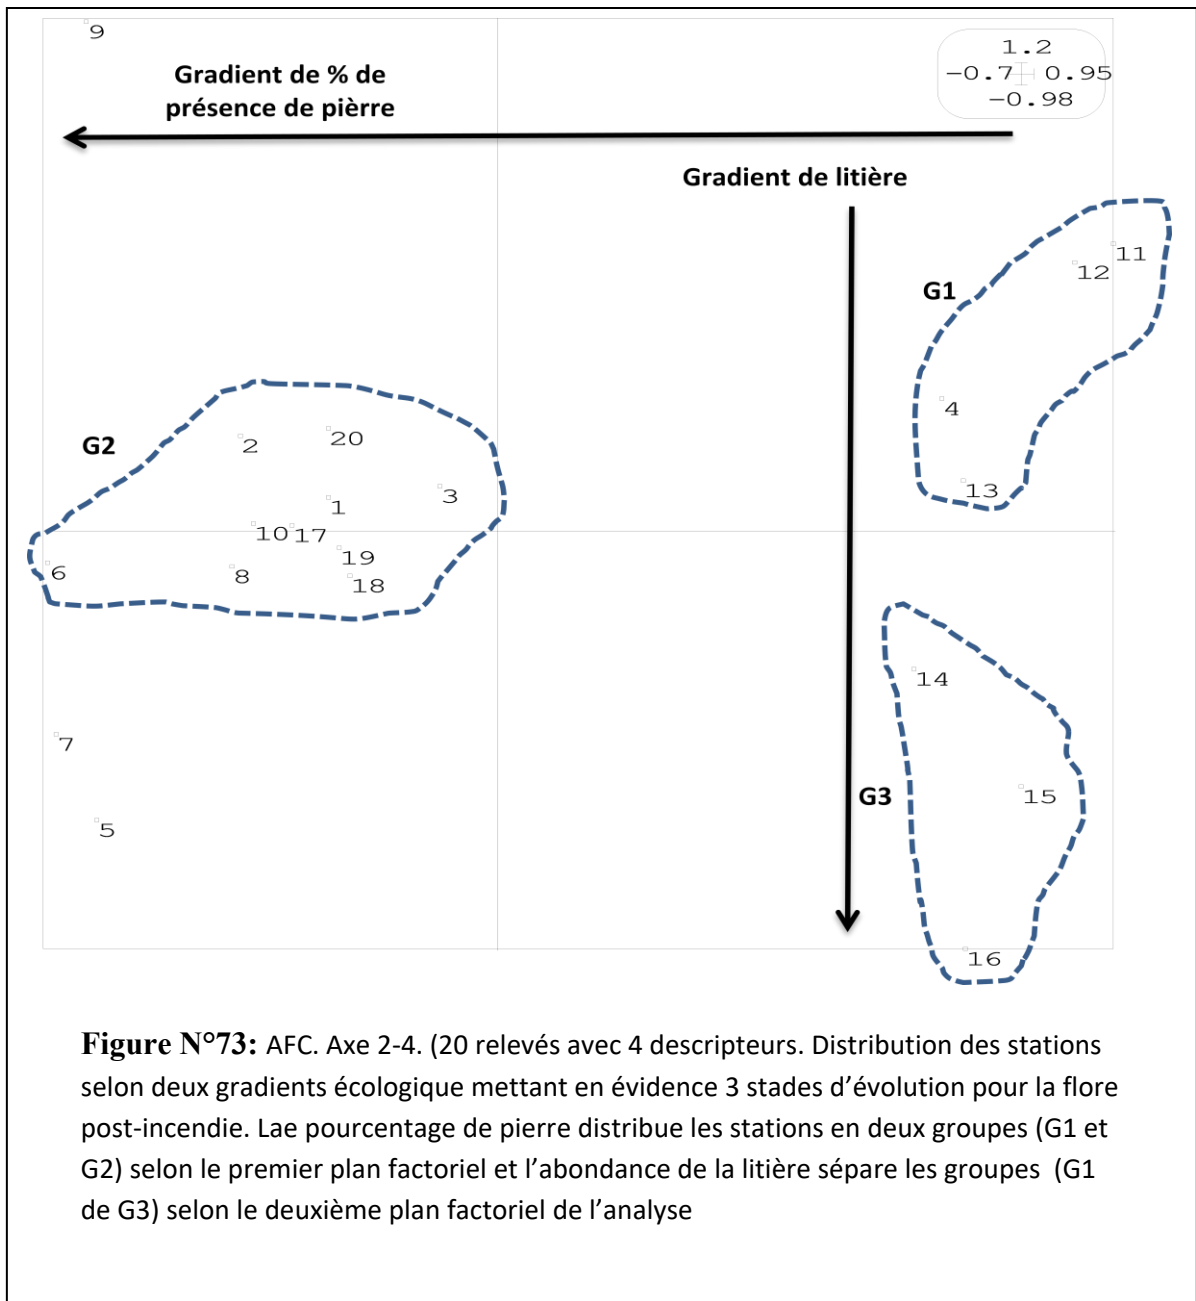 9
1.2
−0.7 0.95
−0.98
Gradient de % de
présence de pièrre
Gradient de litière
11
12
G1
4
13
G2
2
20
3
1
10
17
19
6
8
18
14
7
G3
15
5
16
Figure N°73: AFC. Axe 2-4. (20 relevés avec 4 descripteurs. Distribution des stations
selon deux gradients écologique mettant en évidence 3 stades d’évolution pour la flore
post-incendie. Lae pourcentage de pierre distribue les stations en deux groupes (G1 et
G2) selon le premier plan factoriel et l’abondance de la litière sépare les groupes (G1
de G3) selon le deuxième plan factoriel de l’analyse